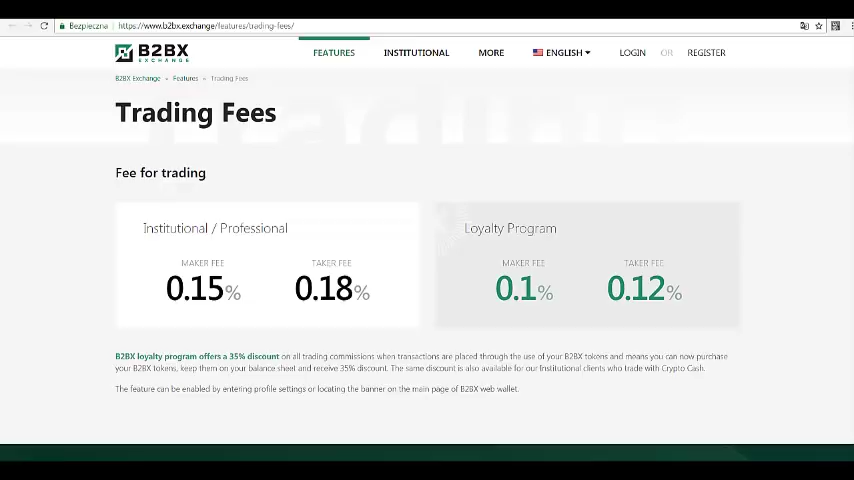 Bezpieczna
https://www.b2bx.exchange/features/trading-fees/
B2BX
EXCHANGE
FEATURES
INSTITUTIONAL
MORE
ENGLISH
LOGIN
OR
REGISTER
B2BX Exchange » Features » Trading Fees
Trading Fees
Fee for trading
Institutional / Professional
MAKER FEE
0.15%
TAKER FEE
0.18%
Loyalty Program
MAKER FEE
0.1%
TAKER FEE
0.12%
B2BX loyalty program offers a 35% discount on all trading commissions when transactions are placed through the use of your B2BX tokens and means you can now purchase
your B2BX tokens, keep them on your balance sheet and receive 35% discount. The same discount is also available for our Institutional clients who trade with Crypto Cash.
The feature can be enabled by entering profile settings or locating the banner on the main page of B2BX web wallet.